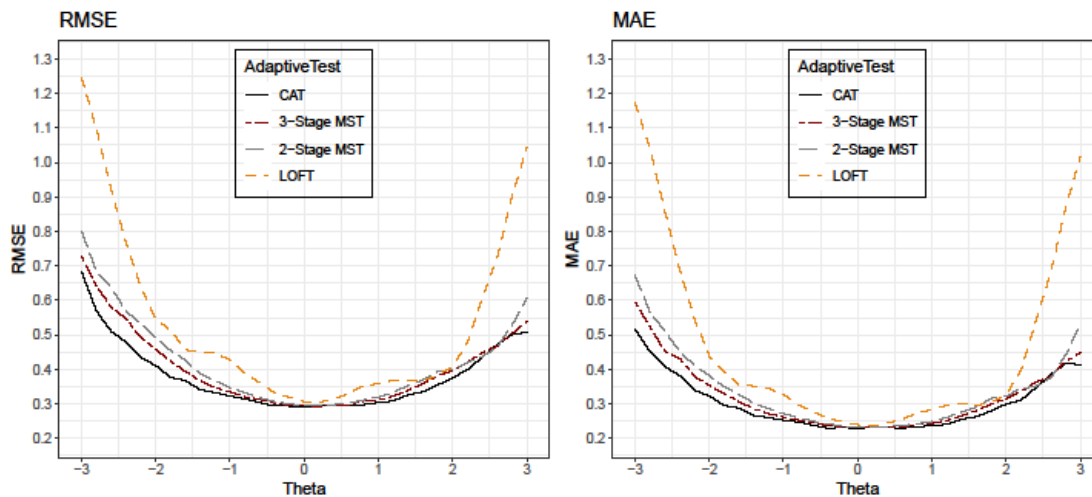 RMSE
1.3
1.2
1.1
1.0
0.9
0.8
0.7
0.6
0.5
0.4
0.3
0.2
RMSE
AdaptiveTest
CAT
3-Stage MST
2-Stage MST
LOFT
-3 -2 -1 0 1 2 3
Theta
MAE
1.3
1.2
1.1
1.0
0.9
0.8
0.7
0.6
0.5
0.4
0.3
0.2
MAE
AdaptiveTest
CAT
3-Stage MST
2-Stage MST
LOFT
-3 -2 -1 0 1 2 3
Theta